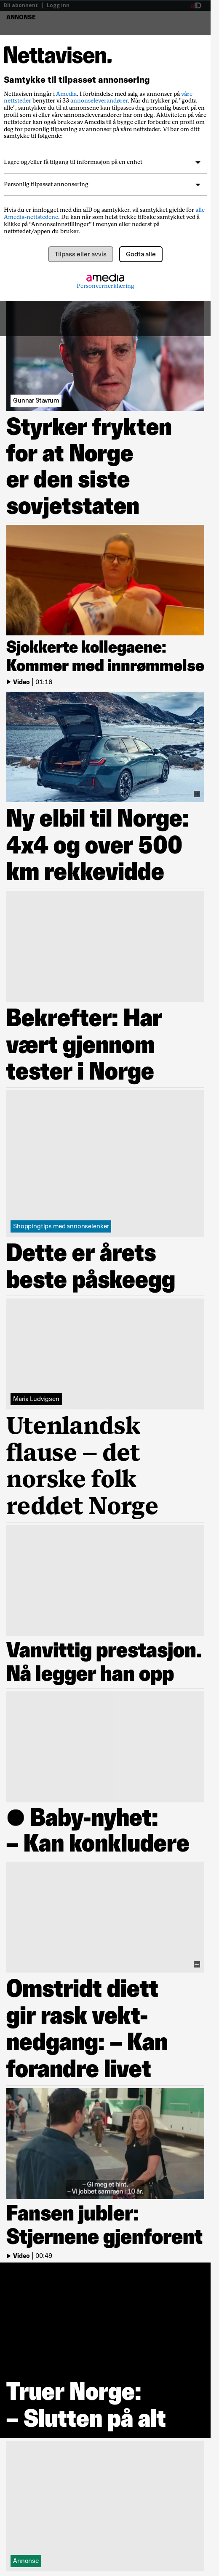 Bli abonnent | Logg inn
ANNONSE
Nettavisen.
Samtykke til tilpasset annonsering
Nettavisen inngår i Amedia. I forbindelse med salg av annonser på våre
nettsteder benytter vi 33 annonseleverandører. Når du trykker på "godta
alle", samtykker du til at annonser kan tilpasses deg personlig basert på en
profil som vi eller våre annonseleverandører har om deg. Aktivitetene på våre
nettsteder kan også brukes av Amedia til å bygge eller forbedre en profil om
deg for personlig tilpasning av annonser på våre nettsteder. Vi ber om ditt
samtykke til følgende:
Lagre og/eller få tilgang til informasjon på en enhet
Personlig tilpasset annonsering
Hvis du er innlogget med din aID og samtykker, vil samtykket gjelde for alle
Amedia-nettstedene. Du kan når som helst trekke tilbake samtykket ved å
klikke på “Annonseinnstillinger” i menyen eller nederst på
nettstedet/appen du bruker.
Tilpass eller avvis
Godta alle
amedia
Personvernerklæring
Gunnar Stavrum
Styrker frykten
for at Norge
er den siste
sovjetstaten
Sjokkerte kollegaene:
Kommer med innrømmelse
Video | 01:16
Ny elbil til Norge:
4x4 og over 500
km rekkevidde
Bekrefter: Har
vært gjennom
tester i Norge
Shoppingtips med annonselenker
Dette er årets
beste påskeegg
Maria Ludvigsen
Utenlandsk
flause – det
norske folk
reddet Norge
Vanvittig prestasjon.
Nå legger han opp
● Baby-nyhet:
– Kan konkludere
Omstridt diett
gir rask vekt-
nedgang: – Kan
forandre livet
– Gi meg et hint.
– Vi jobbet sammen i 10 år.
Fansen jubler:
Stjernene gjenforent
Video | 00:49
Truer Norge:
– Slutten på alt
Annonse